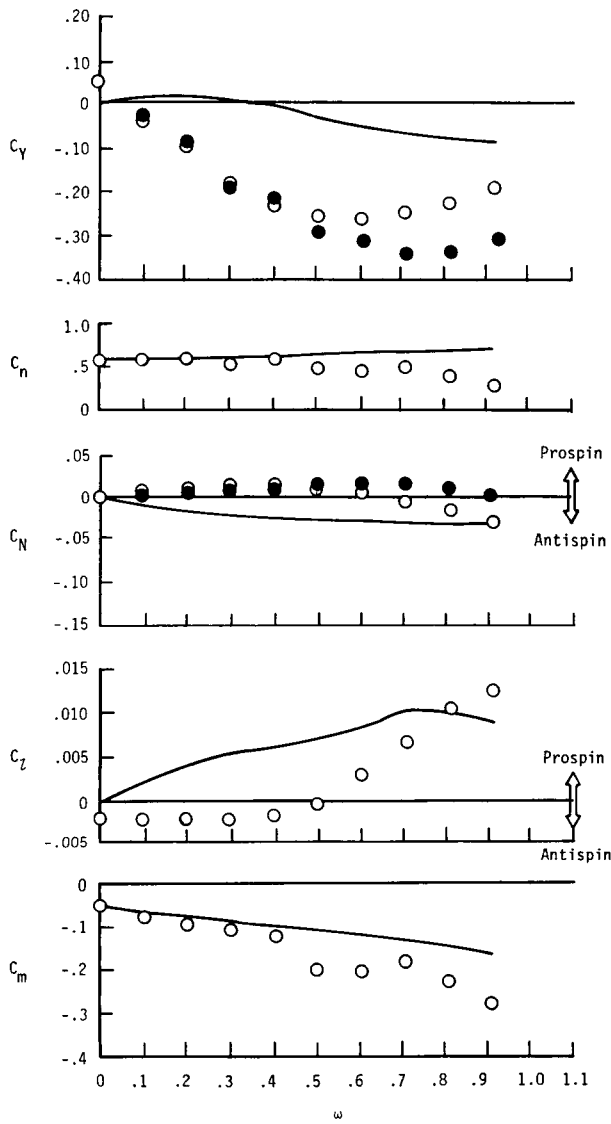 .20
.10
0
-.10
-.20
-.30
-.40
C_Y
1.0
.5
0
C_n
.05
0
-.05
-.10
-.15
C_N
Prospin
Antispin
.015
.010
.005
0
-.005
C_l
Prospin
Antispin
0
-.1
-.2
-.3
-.4
C_m
0 .1 .2 .3 .4 .5 .6 .7 .8 .9 1.0 1.1
ω